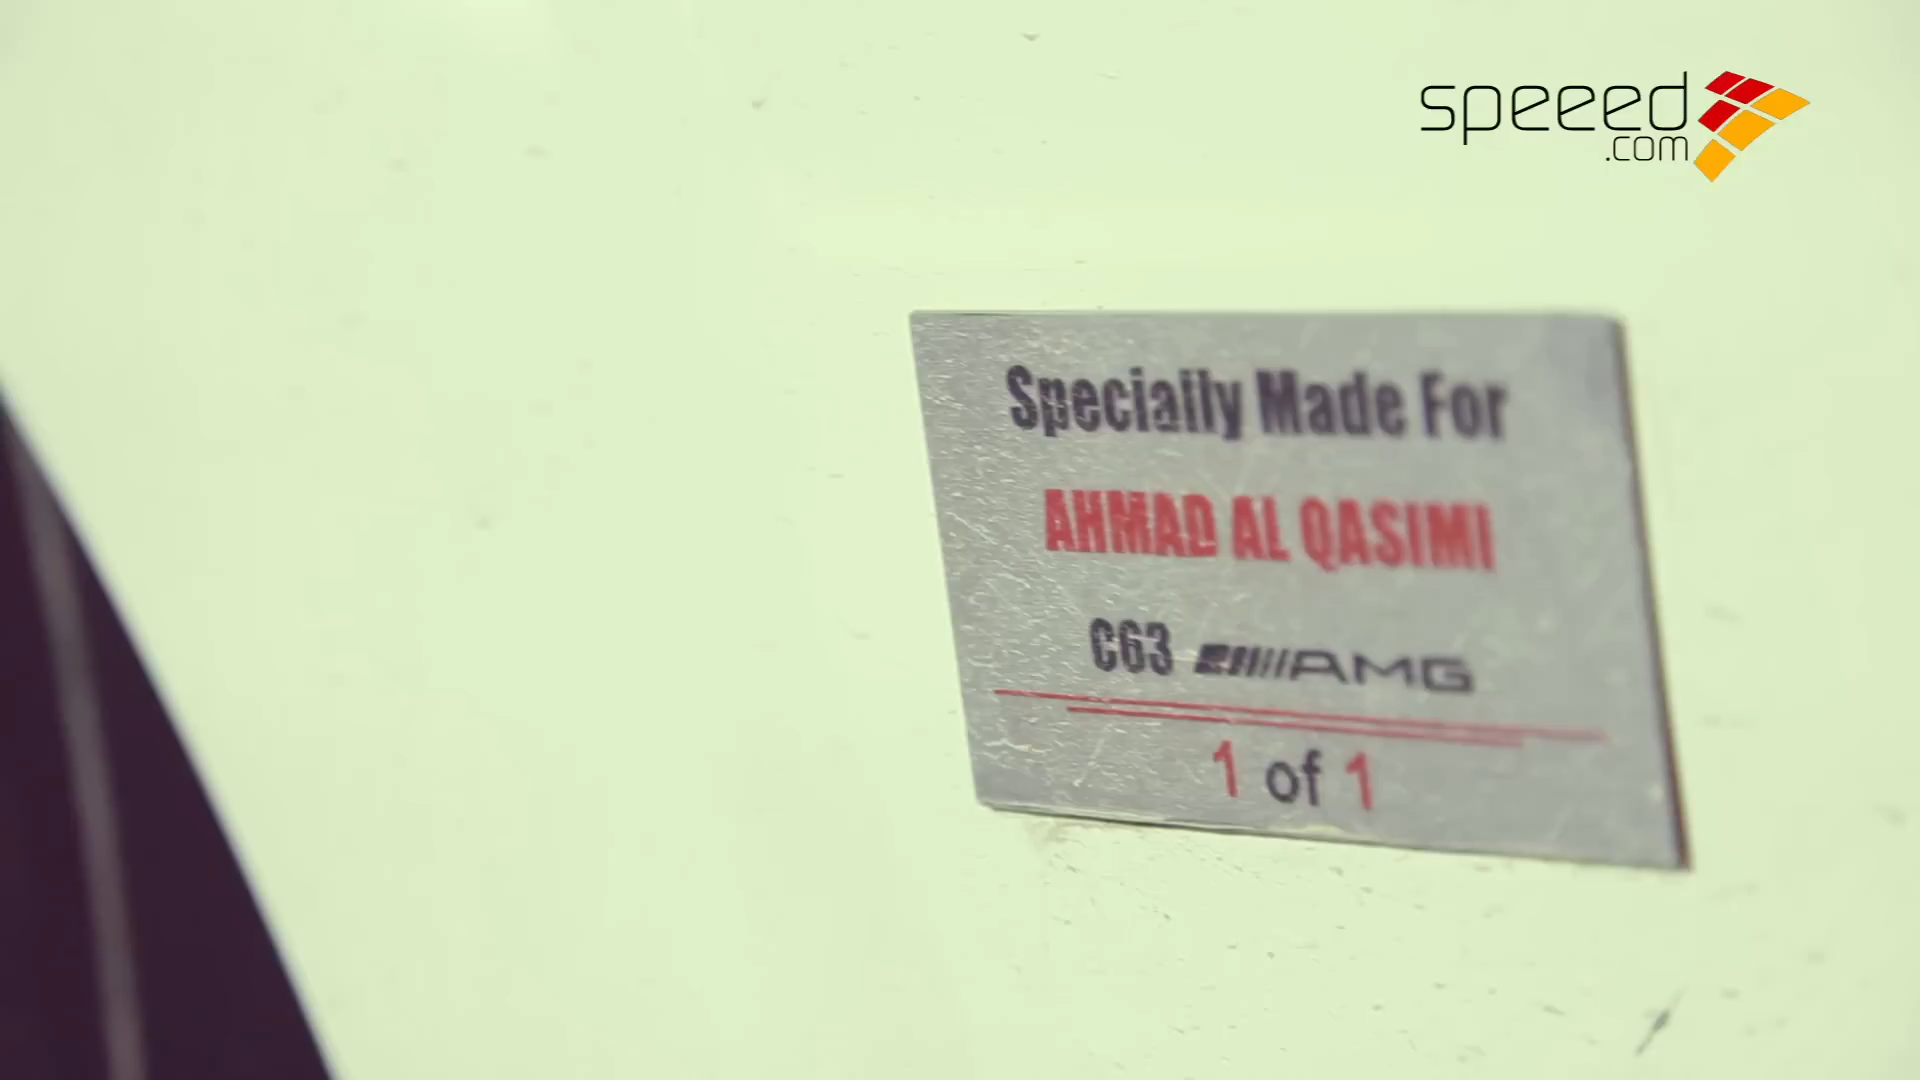 speeed
.com
Specially Made For
AHMAD AL QASIMI
C63 AMG
1 of 1